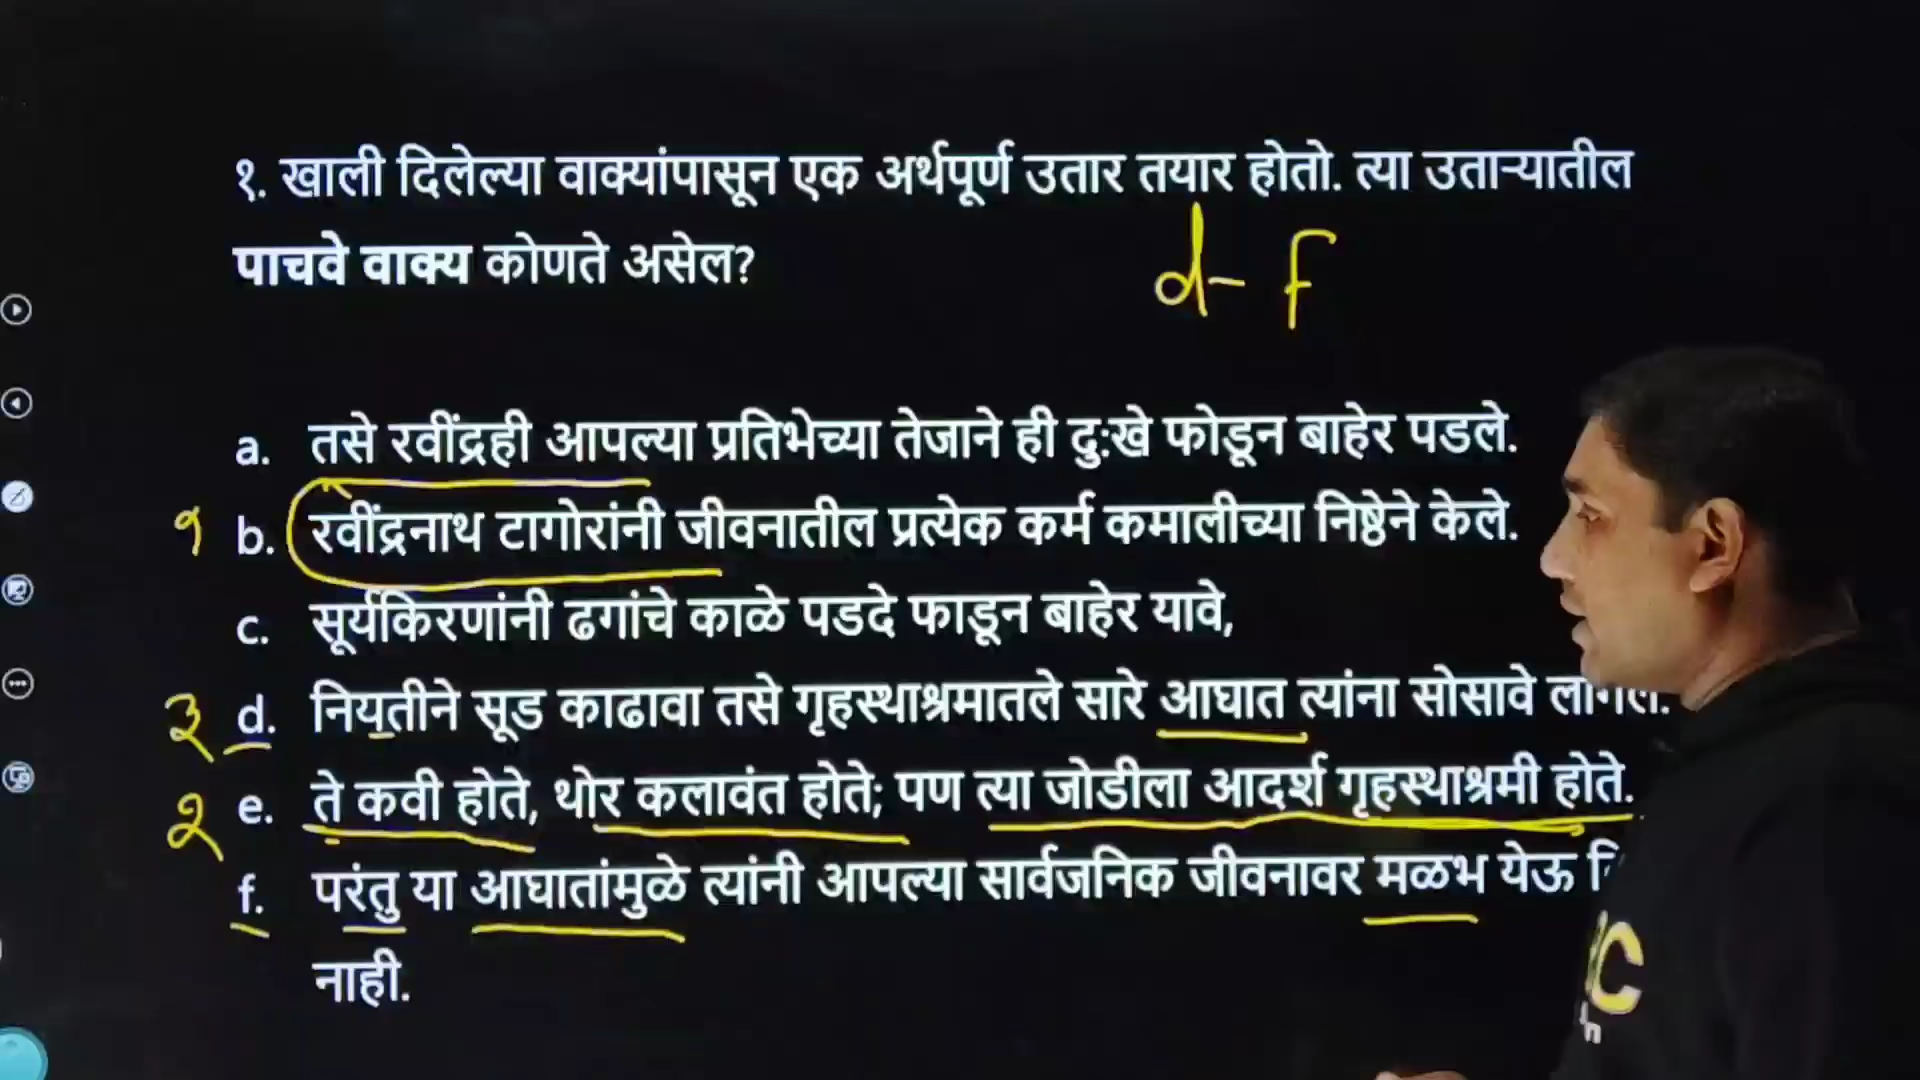 १. खाली दिलेल्या वाक्यांपासून एक अर्थपूर्ण उतार तयार होतो. त्या उताऱ्यातील
पाचवे वाक्य कोणते असेल?
d- f
a. तसे रवींद्रही आपल्या प्रतिभेच्या तेजाने ही दुःखे फोडून बाहेर पडले.
१ b. रवींद्रनाथ टागोरांनी जीवनातील प्रत्येक कर्म कमालीच्या निष्ठेने केले.
c. सूर्यकिरणांनी ढगांचे काळे पडदे फाडून बाहेर यावे,
३ d. नियतीने सूड काढावा तसे गृहस्थाश्रमातले सारे आघात त्यांना सोसावे लागले.
२ e. ते कवी होते, थोर कलावंत होते; पण त्या जोडीला आदर्श गृहस्थाश्रमी होते.
f. परंतु या आघातांमुळे त्यांनी आपल्या सार्वजनिक जीवनावर मळभ येऊ
नाही.